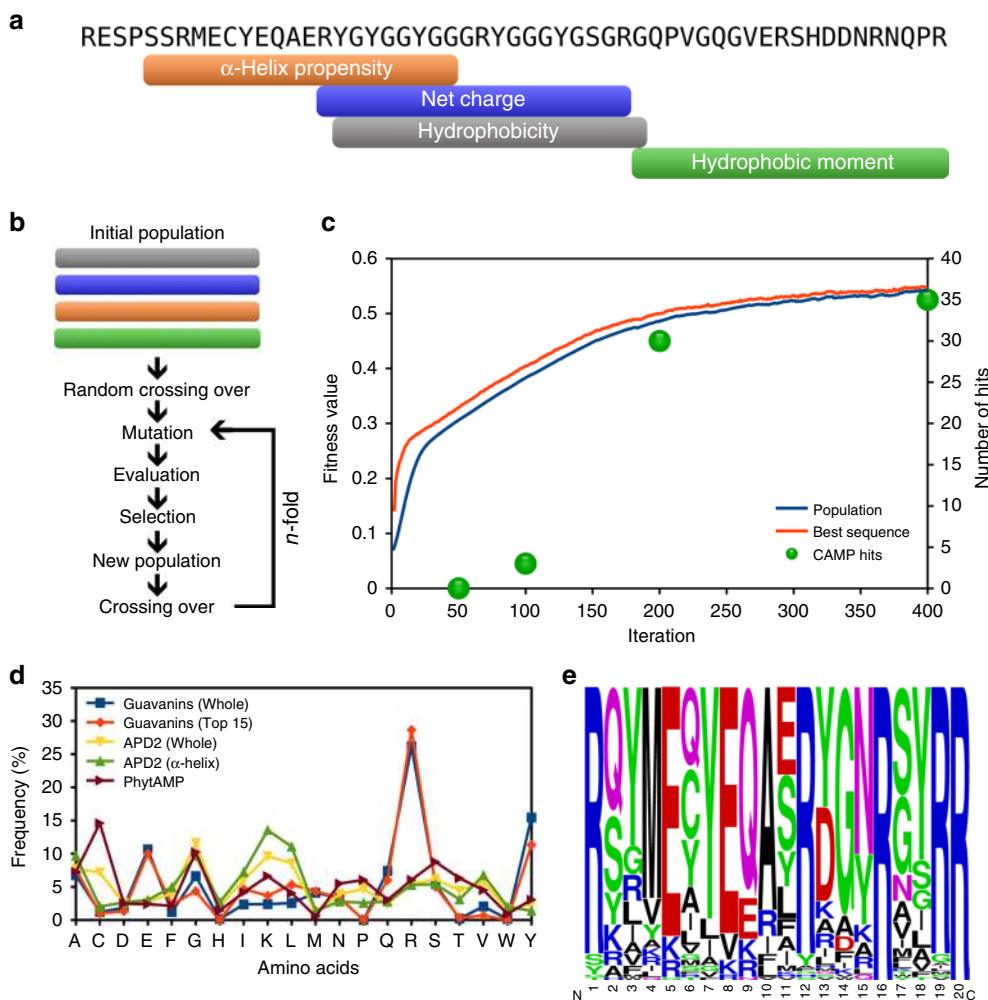 a
RESPSSRMECYEQAERYGYGGYGGGRYGGGYGSGRGQPVGQGVERSHDDNRNQPR
α-Helix propensity
Net charge
Hydrophobicity
Hydrophobic moment
b
Initial population
Random crossing over
Mutation
Evaluation
Selection
New population
Crossing over
n-fold
c
Fitness value
0.6
0.5
0.4
0.3
0.2
0.1
0
Number of hits
40
35
30
25
20
15
10
5
0
Population
Best sequence
CAMP hits
0 50 100 150 200 250 300 350 400
Iteration
d
Frequency (%)
35
30
25
20
15
10
5
0
Guavanins (Whole)
Guavanins (Top 15)
APD2 (Whole)
APD2 (α-helix)
PhytAMP
A C D E F G H I K L M N P Q R S T V W Y
Amino acids
e
R Q Y M E Q Y E Q A E R Y G N R S Y R R
N 1 2 3 4 5 6 7 8 9 10 11 12 13 14 15 16 17 18 19 20 C